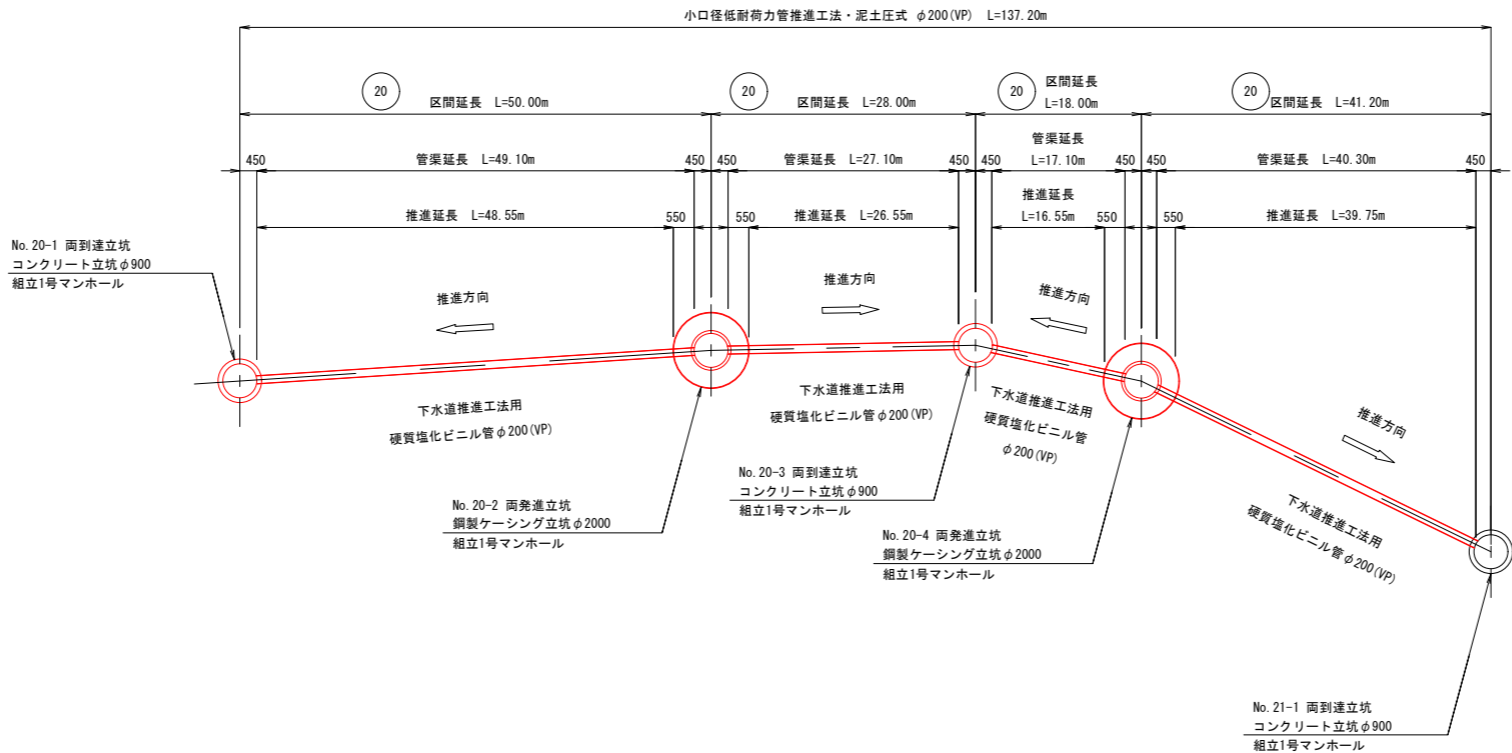 小口径低耐荷力管推進工法・泥土圧式 φ200(VP) L=137.20m
20
区間延長 L=50.00m
20
区間延長 L=28.00m
20
区間延長
L=18.00m
20
区間延長 L=41.20m
450
管渠延長 L=49.10m
450
450
管渠延長 L=27.10m
450
450
管渠延長
L=17.10m
450
450
管渠延長 L=40.30m
450
推進延長 L=48.55m
550
550
推進延長 L=26.55m
推進延長
L=16.55m
550
550
推進延長 L=39.75m
No.20-1 両到達立坑
コンクリート立坑φ900
組立1号マンホール
推進方向
推進方向
推進方向
推進方向
下水道推進工法用
硬質塩化ビニル管φ200(VP)
下水道推進工法用
硬質塩化ビニル管φ200(VP)
下水道推進工法用
硬質塩化ビニル管
φ200(VP)
下水道推進工法用
硬質塩化ビニル管φ200(VP)
No.20-2 両発進立坑
鋼製ケーシング立坑φ2000
組立1号マンホール
No.20-3 両到達立坑
コンクリート立坑φ900
組立1号マンホール
No.20-4 両発進立坑
鋼製ケーシング立坑φ2000
組立1号マンホール
No.21-1 両到達立坑
コンクリート立坑φ900
組立1号マンホール